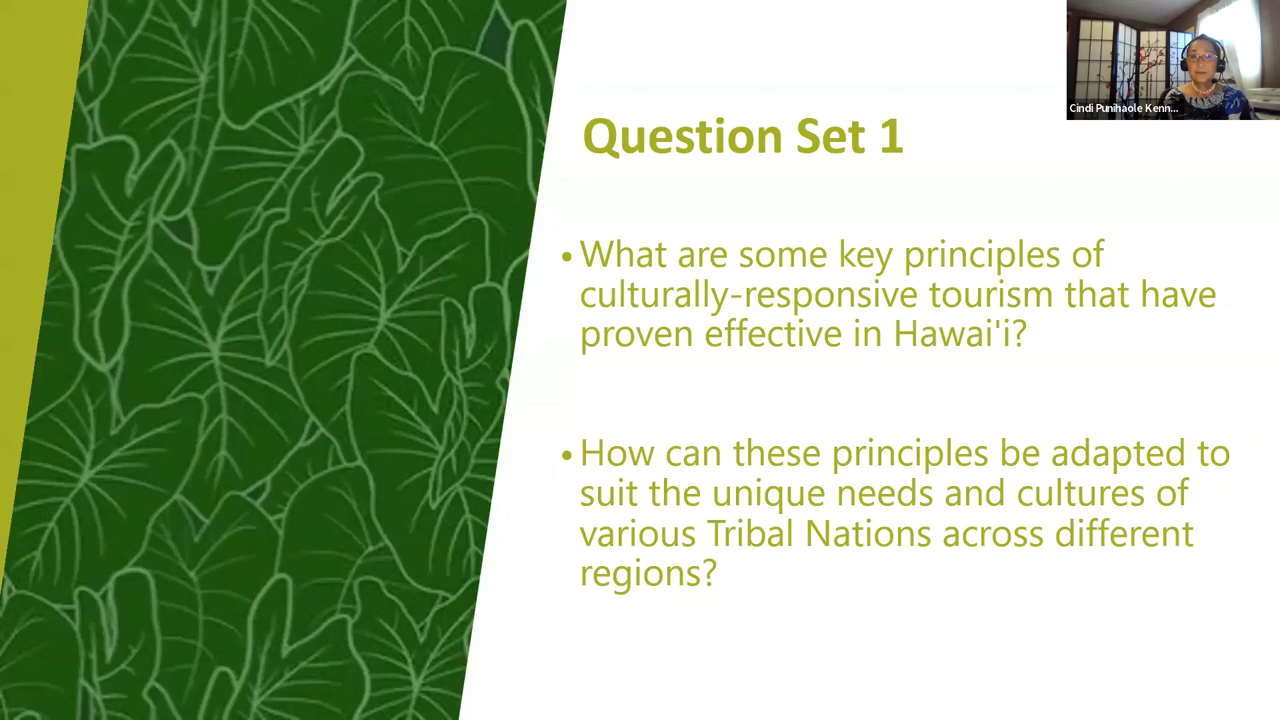 Cindi Punihaole Kenn...
Question Set 1
• What are some key principles of
culturally-responsive tourism that have
proven effective in Hawai'i?
• How can these principles be adapted to
suit the unique needs and cultures of
various Tribal Nations across different
regions?